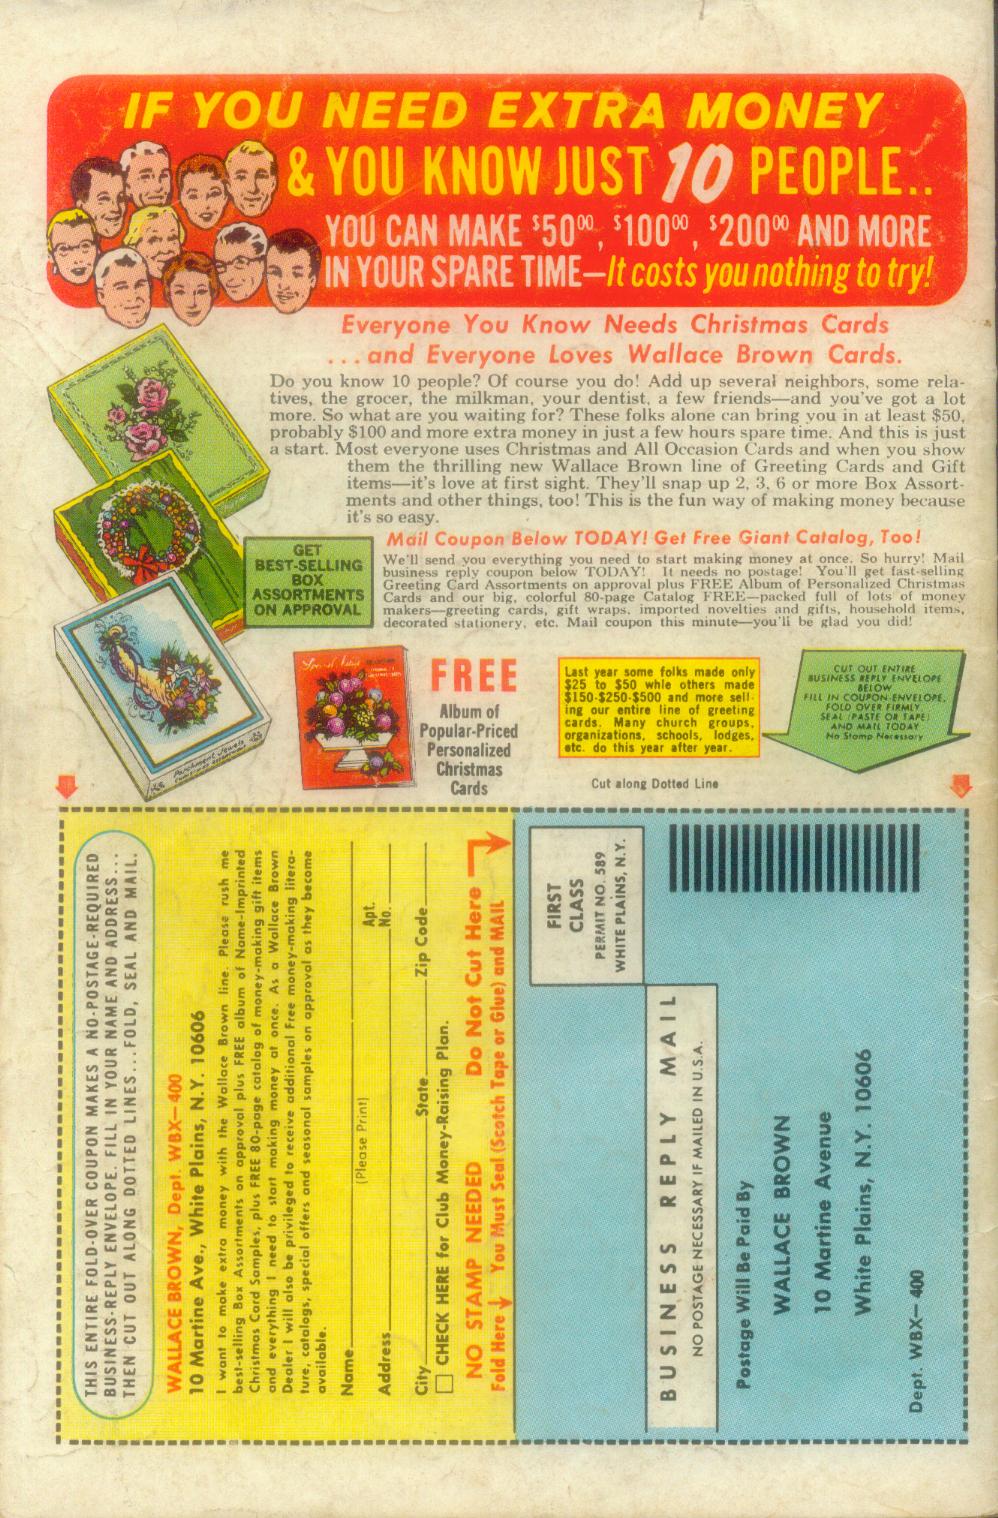 IF YOU NEED EXTRA MONEY
& YOU KNOW JUST 10 PEOPLE..
YOU CAN MAKE $50⁰⁰, $100⁰⁰, $200⁰⁰ AND MORE
IN YOUR SPARE TIME—It costs you nothing to try!
Everyone You Know Needs Christmas Cards
...and Everyone Loves Wallace Brown Cards.
Do you know 10 people? Of course you do! Add up several neighbors, some rela-
tives, the grocer, the milkman, your dentist, a few friends—and you've got a lot
more. So what are you waiting for? These folks alone can bring you in at least $50,
probably $100 and more extra money in just a few hours spare time. And this is just
a start. Most everyone uses Christmas and All Occasion Cards and when you show
them the thrilling new Wallace Brown line of Greeting Cards and Gift
items—it's love at first sight. They'll snap up 2, 3, 6 or more Box Assort-
ments and other things, too! This is the fun way of making money because
it's so easy.
GET
BEST-SELLING
BOX
ASSORTMENTS
ON APPROVAL
Mail Coupon Below TODAY! Get Free Giant Catalog, Too!
We'll send you everything you need to start making money at once. So hurry! Mail
business reply coupon below TODAY! It needs no postage! You'll get fast-selling
Greeting Card Assortments on approval plus FREE Album of Personalized Christmas
Cards and our big, colorful 80-page Catalog FREE—packed full of lots of money
makers—greeting cards, gift wraps, imported novelties and gifts, household items,
decorated stationery, etc. Mail coupon this minute—you'll be glad you did!
Parchment Jewels
FREE
Album of
Popular-Priced
Personalized
Christmas
Cards
Last year some folks made only
$25 to $50 while others made
$150-$250-$500 and more sell-
ing our entire line of greeting
cards. Many church groups,
organizations, schools, lodges,
etc. do this year after year.
CUT OUT ENTIRE
BUSINESS REPLY ENVELOPE
BELOW
FILL IN COUPON-ENVELOPE,
FOLD OVER FIRMLY,
SEAL (PASTE OR TAPE)
AND MAIL TODAY
No Stamp Necessary
Cut along Dotted Line
THIS ENTIRE FOLD-OVER COUPON MAKES A NO-POSTAGE-REQUIRED
BUSINESS-REPLY ENVELOPE. FILL IN YOUR NAME AND ADDRESS...
THEN CUT OUT ALONG DOTTED LINES...FOLD, SEAL AND MAIL.
WALLACE BROWN, Dept. WBX—400
10 Martine Ave., White Plains, N.Y. 10606
I want to make extra money with the Wallace Brown line. Please rush me
best-selling Box Assortments on approval plus FREE album of Name-Imprinted
Christmas Card Samples, plus FREE 80-page catalog of money-making gift items
and everything I need to start making money at once. As a Wallace Brown
Dealer I will also be privileged to receive additional Free money-making litera-
ture, catalogs, special offers and seasonal samples on approval as they become
available.
Name
(Please Print)
Address Apt. No.
City State Zip Code
☐ CHECK HERE for Club Money-Raising Plan.
NO STAMP NEEDED Do Not Cut Here
Fold Here You Must Seal (Scotch Tape or Glue) and MAIL
FIRST
CLASS
PERMIT NO. 589
WHITE PLAINS, N.Y.
BUSINESS REPLY MAIL
NO POSTAGE NECESSARY IF MAILED IN U.S.A.
Postage Will Be Paid By
WALLACE BROWN
10 Martine Avenue
White Plains, N.Y. 10606
Dept. WBX—400